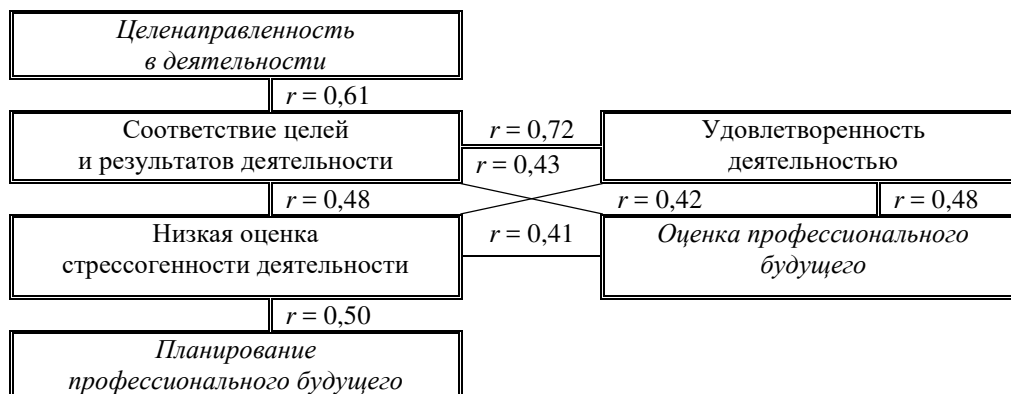 Целенаправленность
в деятельности
r = 0,61
Соответствие целей
и результатов деятельности
r = 0,72
r = 0,43
Удовлетворенность
деятельностью
r = 0,48
r = 0,42
r = 0,48
Низкая оценка
стрессогенности деятельности
r = 0,41
Оценка профессионального
будущего
r = 0,50
Планирование
профессионального будущего